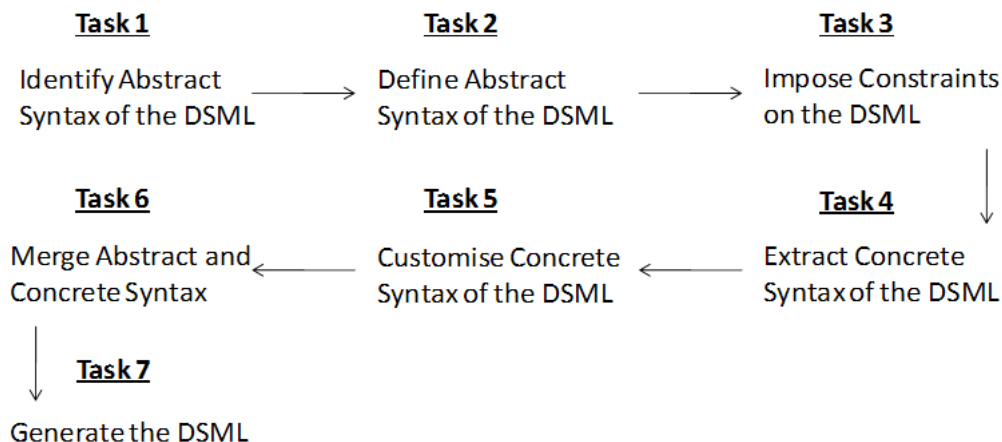 Task 1
Task 2
Task 3
Identify Abstract
Syntax of the DSML
Define Abstract
Syntax of the DSML
Impose Constraints
on the DSML
Task 6
Task 5
Task 4
Merge Abstract and
Concrete Syntax
Customise Concrete
Syntax of the DSML
Extract Concrete
Syntax of the DSML
Task 7
Generate the DSML